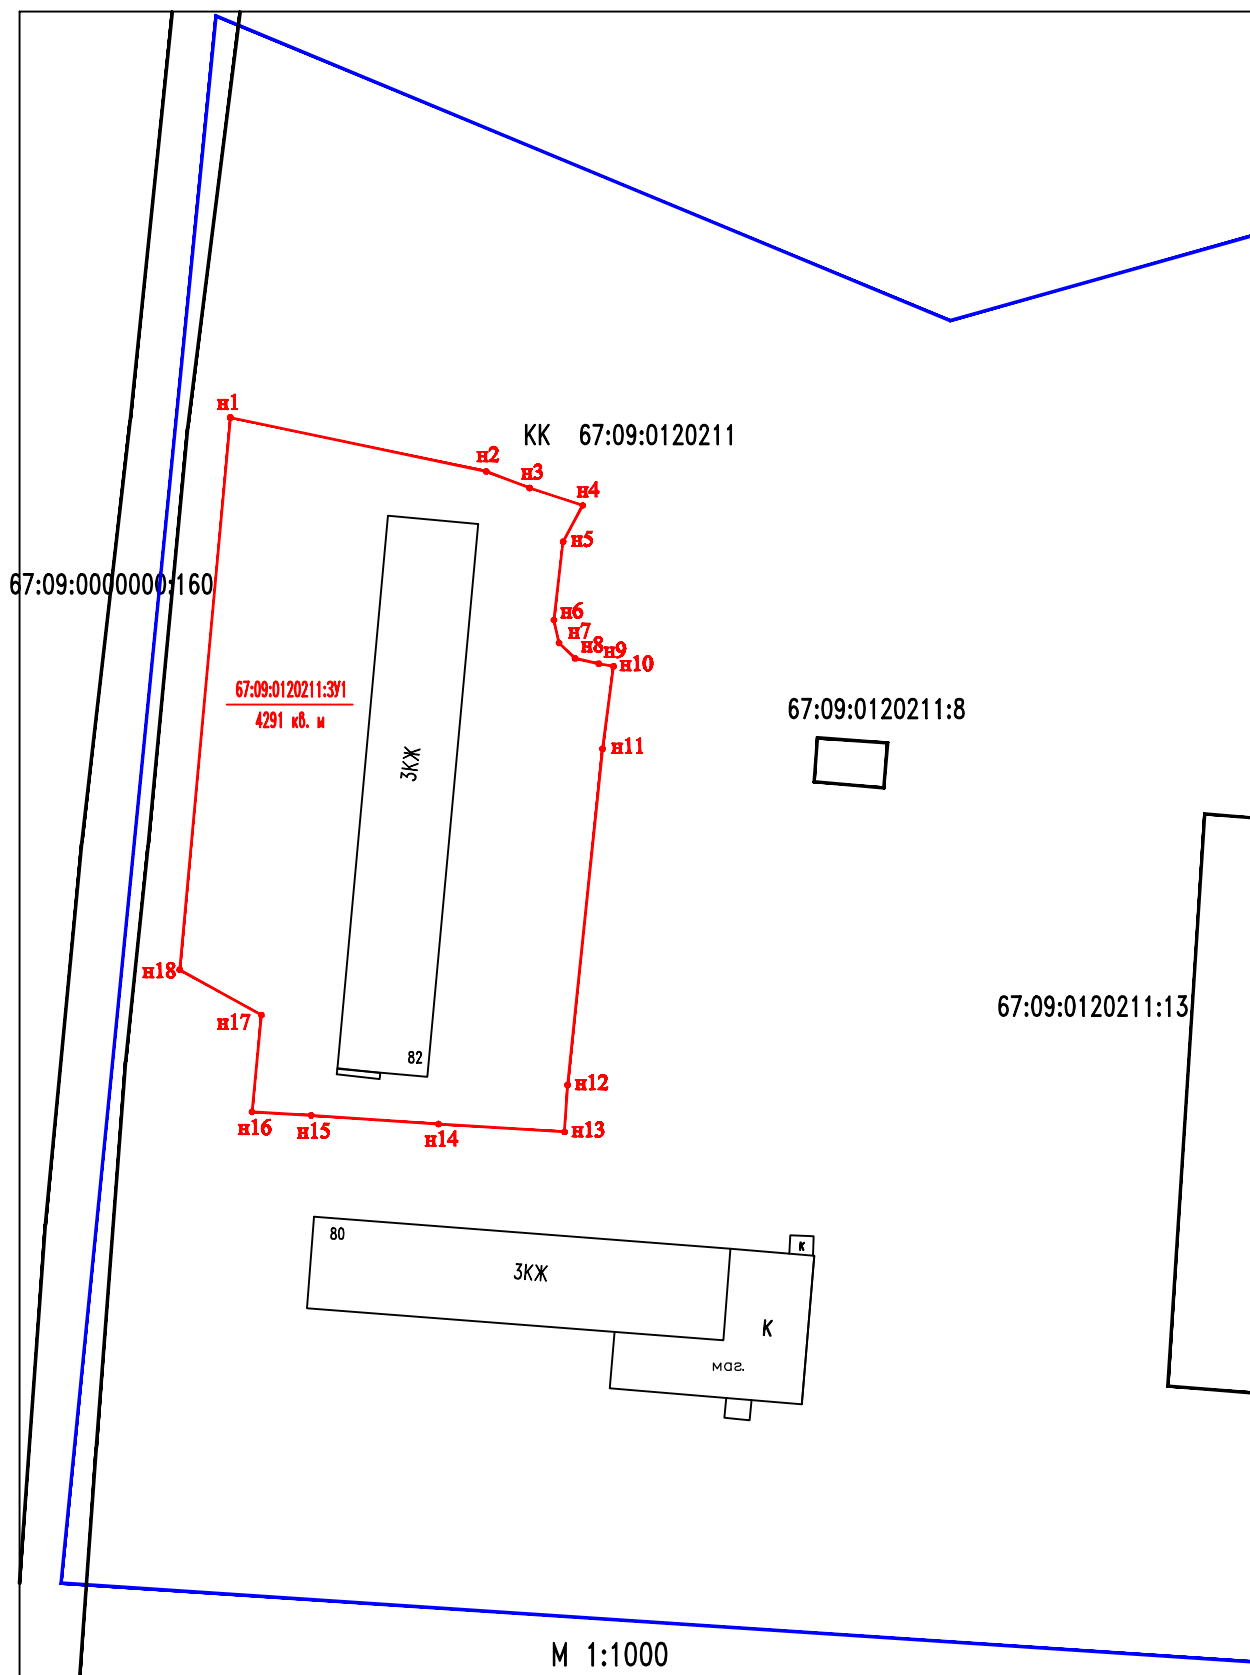 н1
КК 67:09:0120211
н2
н3
н4
н5
67:09:0000000:160
н6
н7
н8
н9
н10
67:09:0120211:ЗУ1
4291 кв. м
67:09:0120211:8
н11
3КЖ
н18
67:09:0120211:13
н17
82
н12
н16
н15
н14
н13
80
К
3КЖ
К
маг.
М 1:1000